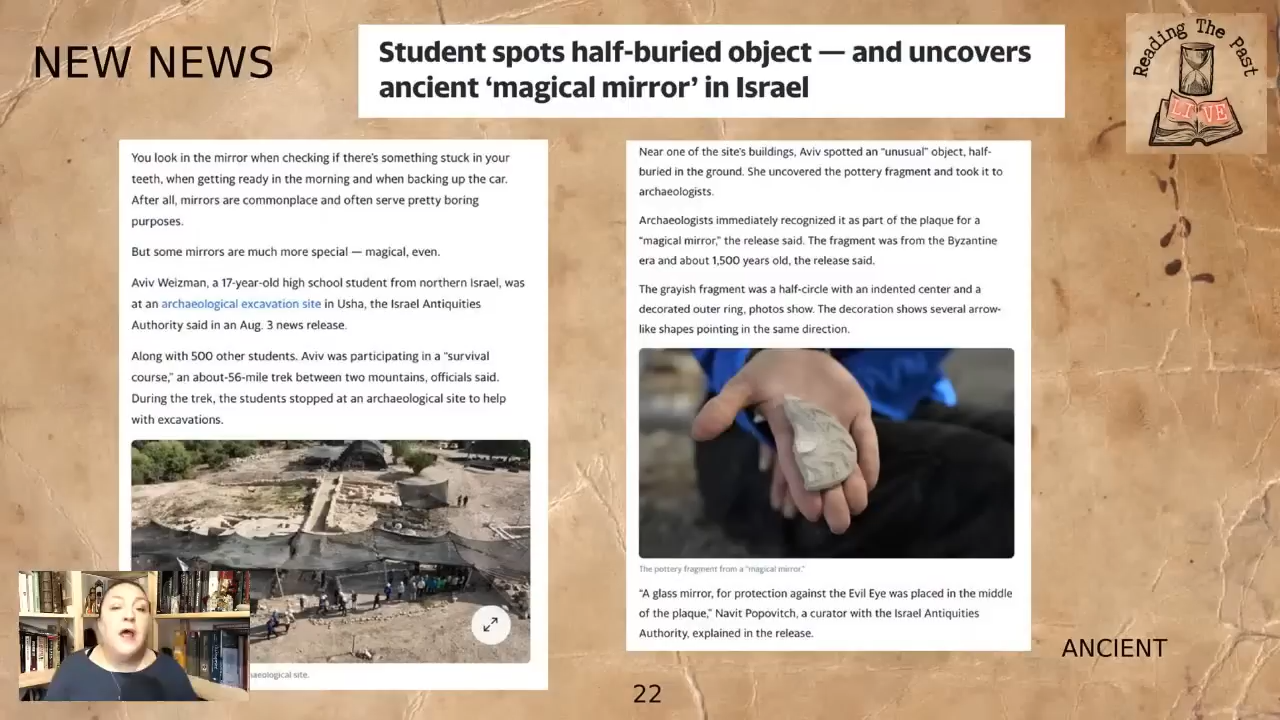 NEW NEWS
Student spots half-buried object — and uncovers
ancient ‘magical mirror’ in Israel
Reading The Past
LIVE
You look in the mirror when checking if there's something stuck in your
teeth, when getting ready in the morning and when backing up the car.
After all, mirrors are commonplace and often serve pretty boring
purposes.
But some mirrors are much more special — magical, even.
Aviv Weizman, a 17-year-old high school student from northern Israel, was
at an archaeological excavation site in Usha, the Israel Antiquities
Authority said in an Aug. 3 news release.
Along with 500 other students. Aviv was participating in a “survival
course,” an about-56-mile trek between two mountains, officials said.
During the trek, the students stopped at an archaeological site to help
with excavations.
aeological site.
Near one of the site's buildings, Aviv spotted an “unusual” object, half-
buried in the ground. She uncovered the pottery fragment and took it to
archaeologists.
Archaeologists immediately recognized it as part of the plaque for a
“magical mirror,” the release said. The fragment was from the Byzantine
era and about 1,500 years old, the release said.
The grayish fragment was a half-circle with an indented center and a
decorated outer ring, photos show. The decoration shows several arrow-
like shapes pointing in the same direction.
The pottery fragment from a “magical mirror.”
“A glass mirror, for protection against the Evil Eye was placed in the middle
of the plaque,” Navit Popovitch, a curator with the Israel Antiquities
Authority, explained in the release.
ANCIENT
22